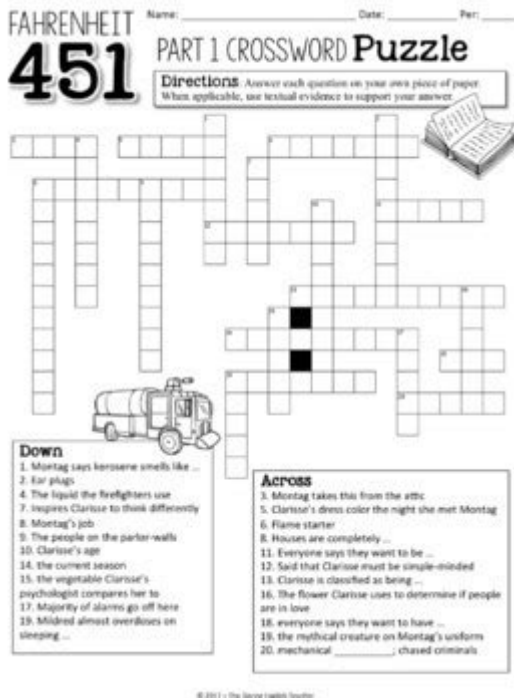 FAHRENHEIT
451
Name: Date: Per:
PART 1 CROSSWORD Puzzle
Directions: Answer each question on your own piece of paper.
When applicable, use textual evidence to support your answer.
Down
1. Montag says kerosene smells like ...
2. Ear plugs
4. The liquid the firefighters use
7. Inspires Clarisse to think differently
8. Montag's job
9. The people on the parlor-walls
10. Clarisse's age
14. the current season
15. the vegetable Clarisse's
psychologist compares her to
17. Majority of alarms go off here
19. Mildred almost overdoses on
sleeping ...
Across
3. Montag takes this from the attic
5. Clarisse's dress color the night she met Montag
6. Flame starter
8. Houses are completely ...
11. Everyone says they want to be ...
12. Said that Clarisse must be simple-minded
13. Clarisse is classified as being ...
16. The flower Clarisse uses to determine if people
are in love
18. everyone says they want to have ...
19. the mythical creature on Montag's uniform
20. mechanical ; chased criminals